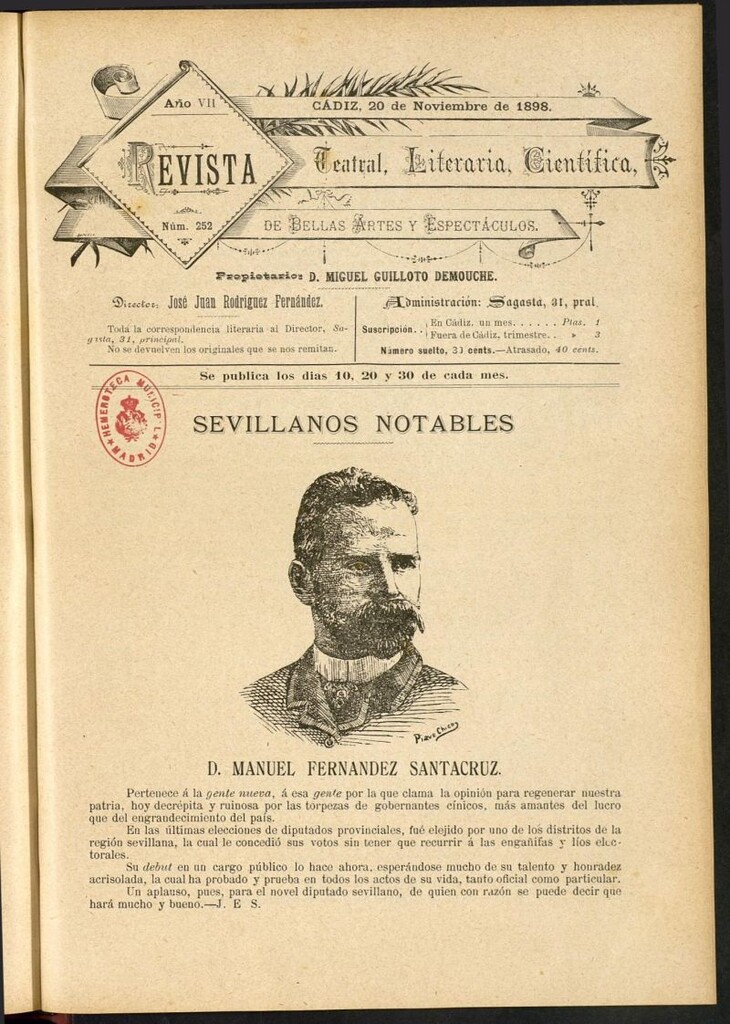 Año VII
CÁDIZ, 20 de Noviembre de 1898.
REVISTA
Teatral, Literaria, Científica,
Núm. 252
DE BELLAS ARTES Y ESPECTÁCULOS.
Propietario: D. MIGUEL GUILLOTO DEMOUCHE.
Director: José Juan Rodríguez Fernández.
Toda la correspondencia literaria al Director, Sa-
gasta, 31, principal.
No se devuelven los originales que se nos remitan.
Administración: Sagasta, 31, pral.
Suscripción. . En Cádiz. un mes. . . . . . Ptas. 1
Fuera de Cádiz, trimestre. . » 3
Número suelto, 30 cents.—Atrasado, 40 cents.
Se publica los dias 10, 20 y 30 de cada mes.
HEMEROTECA MUNICIPAL
MADRID
SEVILLANOS NOTABLES
D. MANUEL FERNANDEZ SANTACRUZ.
Pertenece á la gente nueva, á esa gente por la que clama la opinión para regenerar nuestra
patria, hoy decrépita y ruinosa por las torpezas de gobernantes cínicos, más amantes del lucro
que del engrandecimiento del país.
En las últimas elecciones de diputados provinciales, fué elejido por uno de los distritos de la
región sevillana, la cual le concedió sus votos sin tener que recurrir á las engañifas y líos elec-
torales.
Su debut en un cargo público lo hace ahora, esperándose mucho de su talento y honradez
acrisolada, la cual ha probado y prueba en todos los actos de su vida, tanto oficial como particular.
Un aplauso, pues, para el novel diputado sevillano, de quien con razón se puede decir que
hará mucho y bueno.—J. E S.